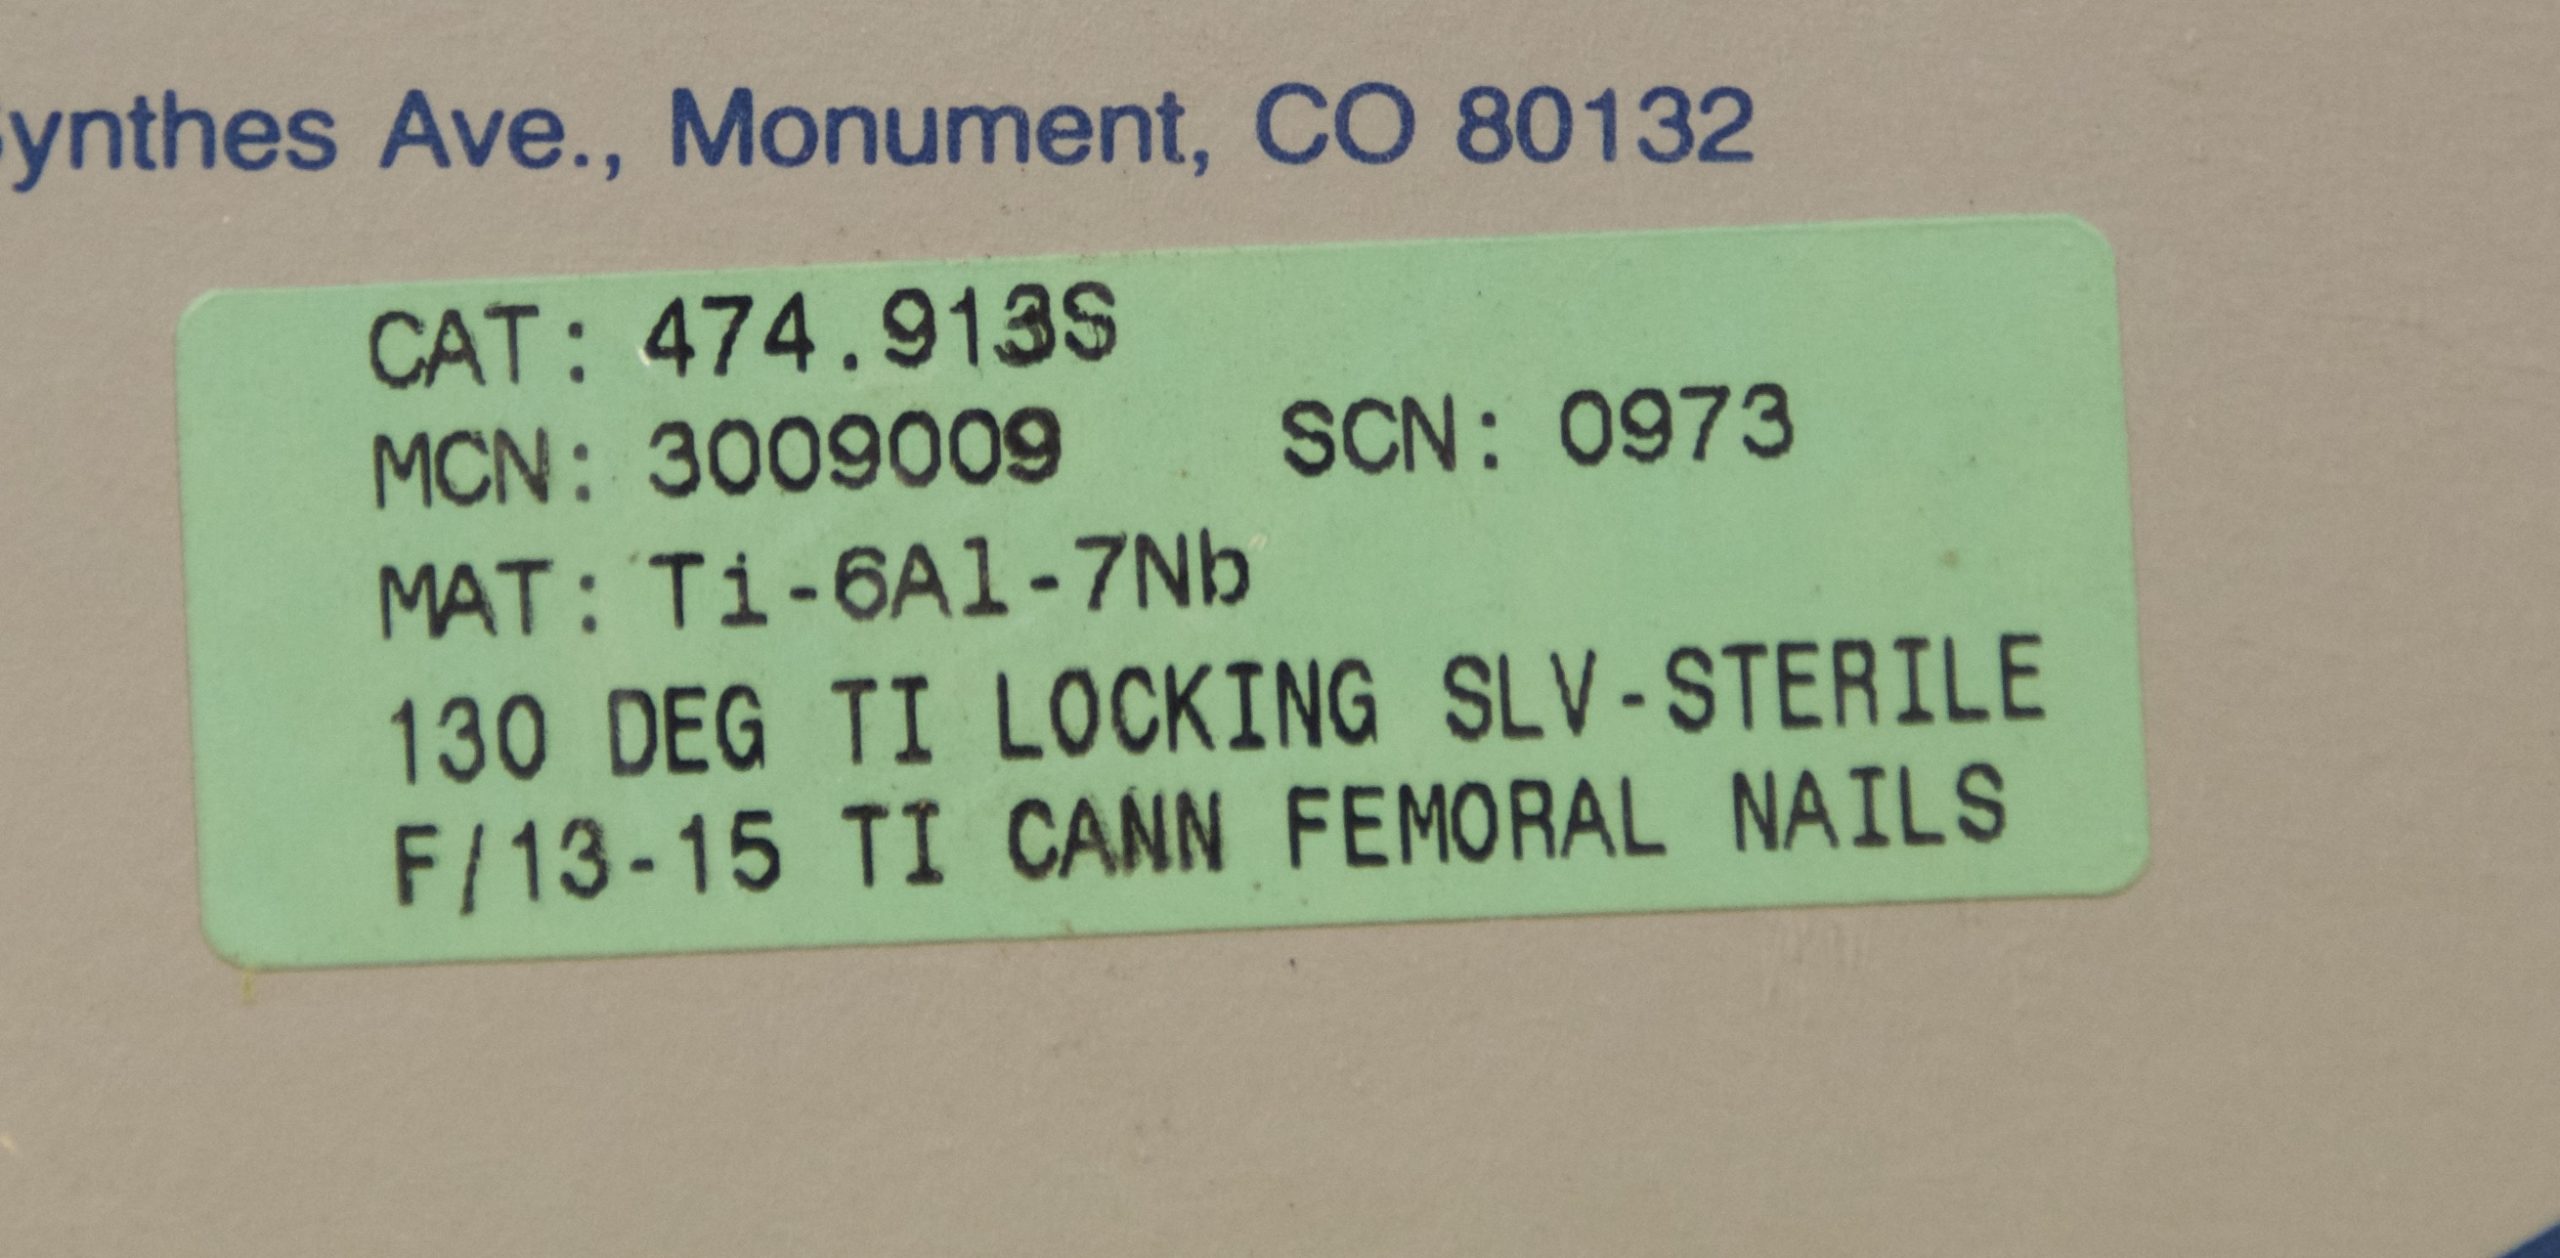 Synthes Ave., Monument, CO 80132
CAT: 474.913S
MCN: 3009009 SCN: 0973
MAT: Ti-6Al-7Nb
130 DEG TI LOCKING SLV-STERILE
F/13-15 TI CANN FEMORAL NAILS